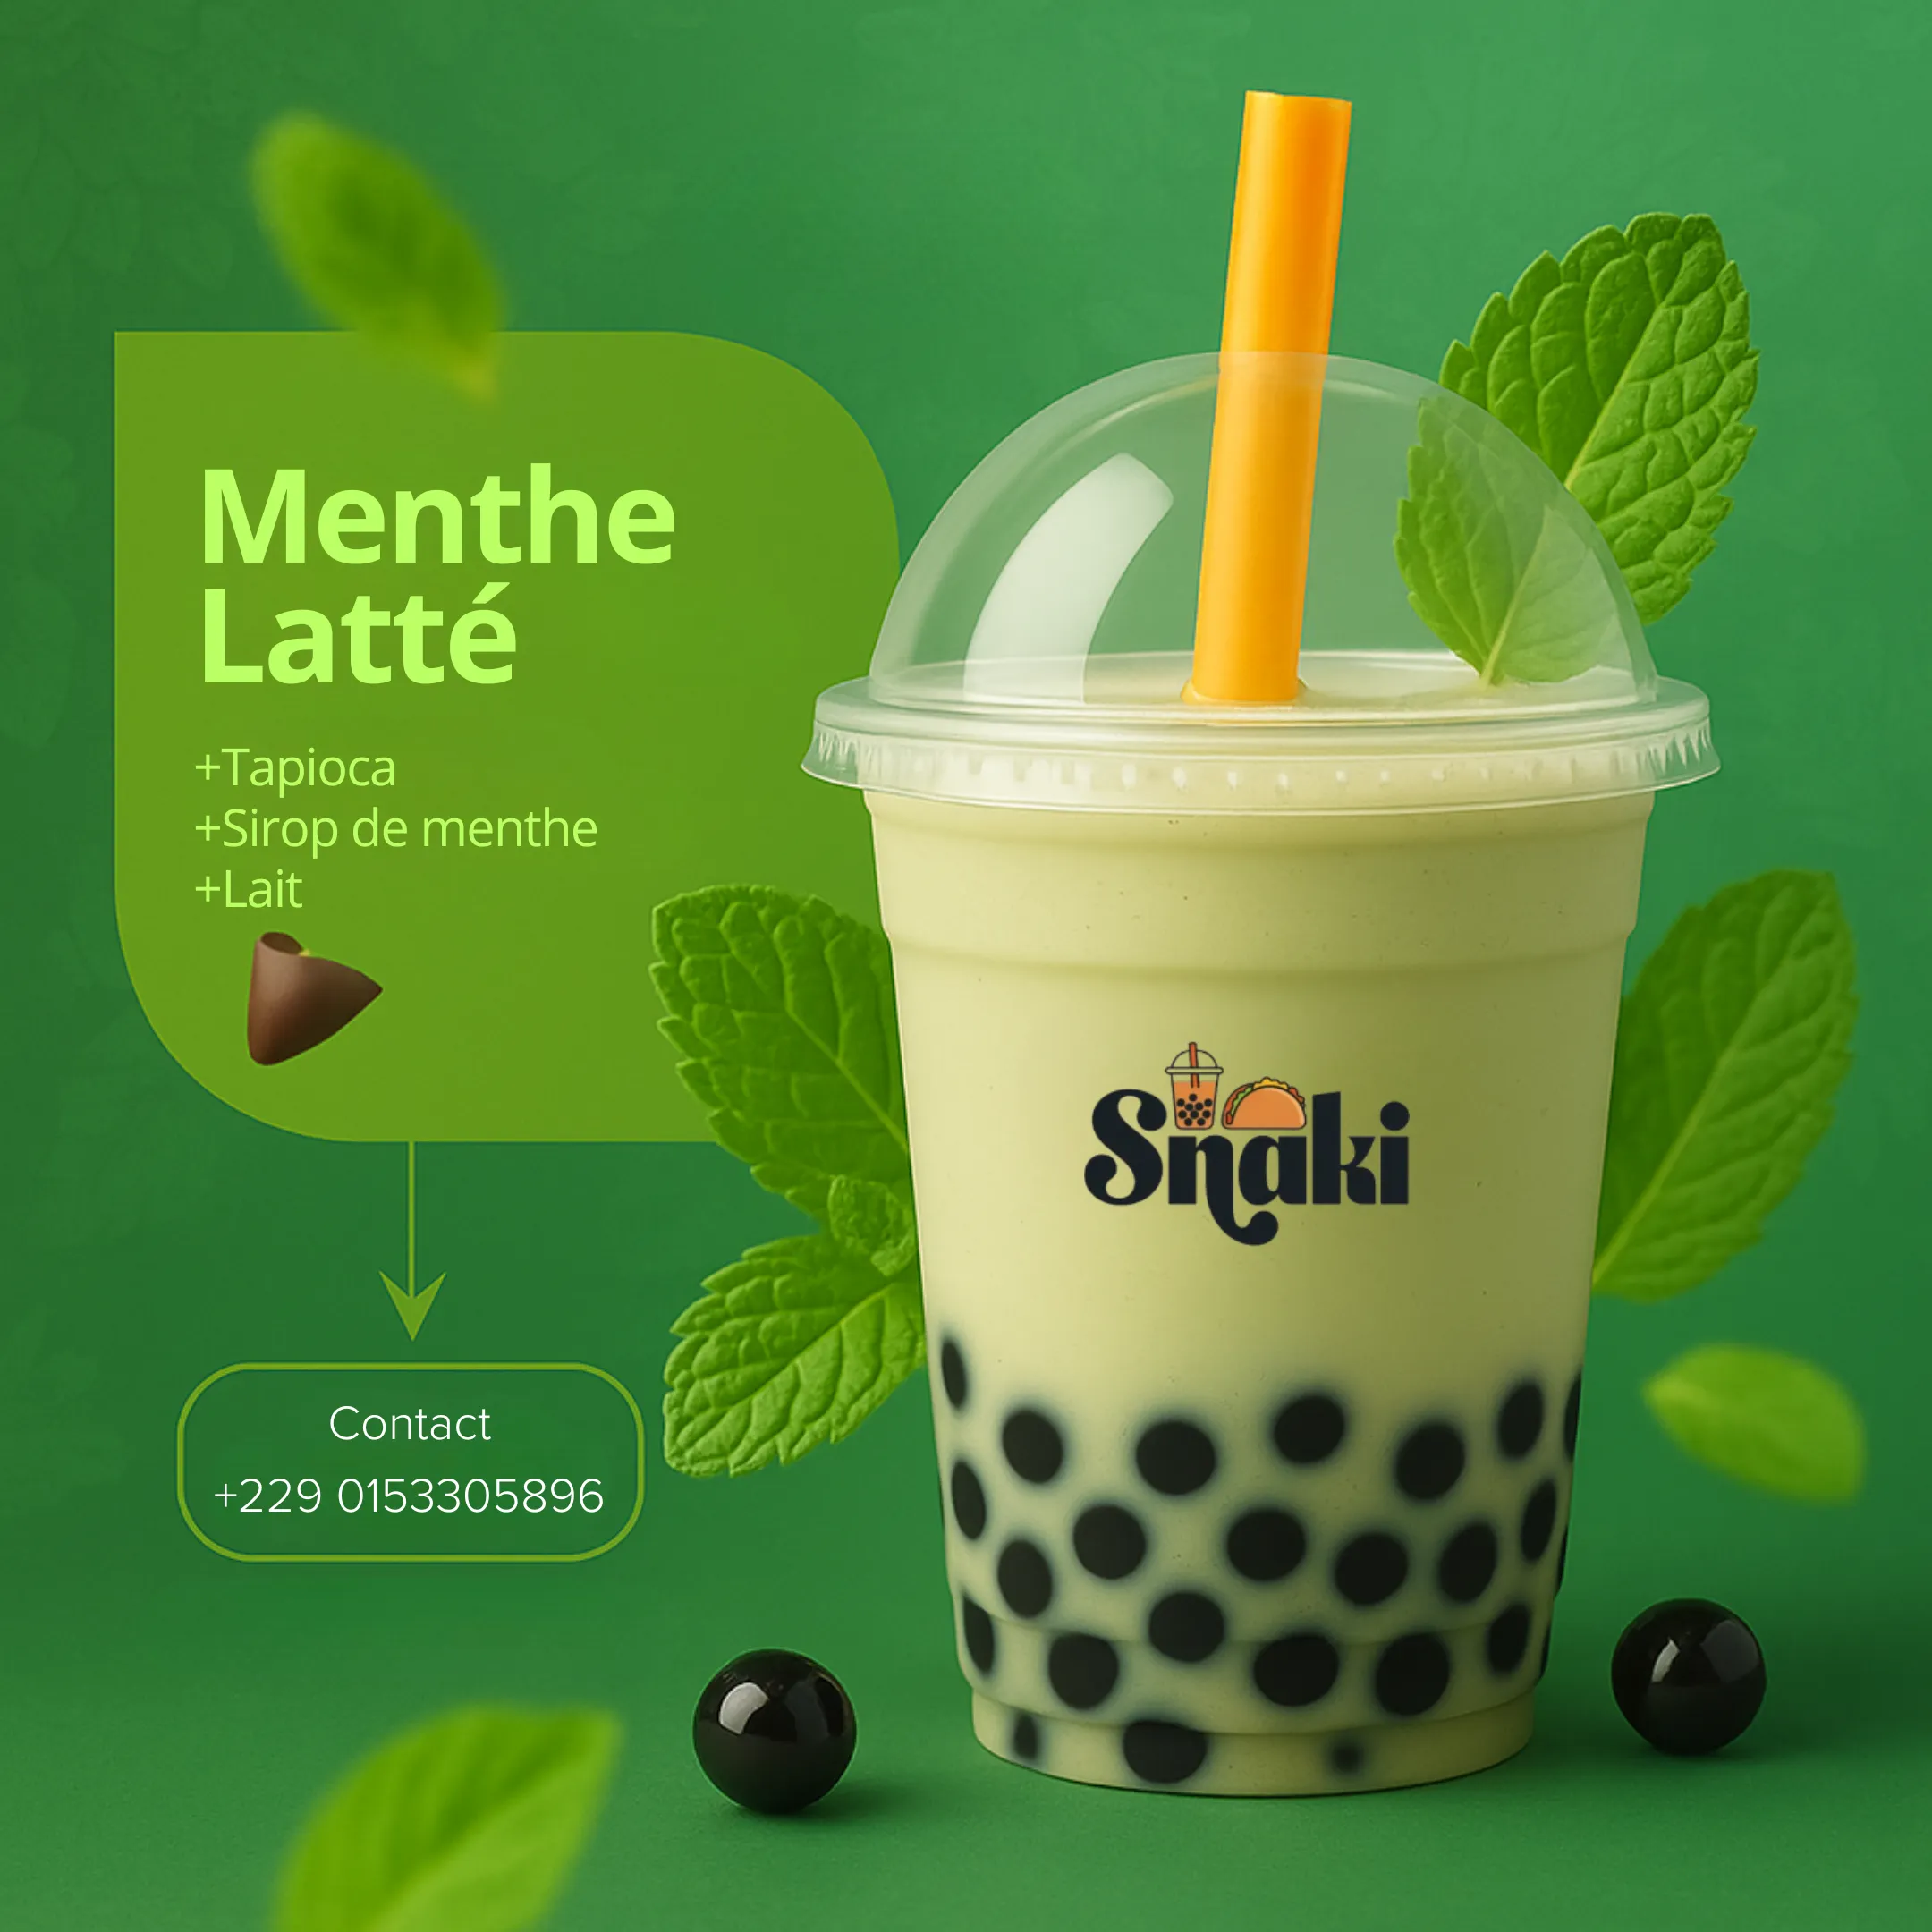 Menthe
Latté
+Tapioca
+Sirop de menthe
+Lait
Snaki
Contact
+229 0153305896